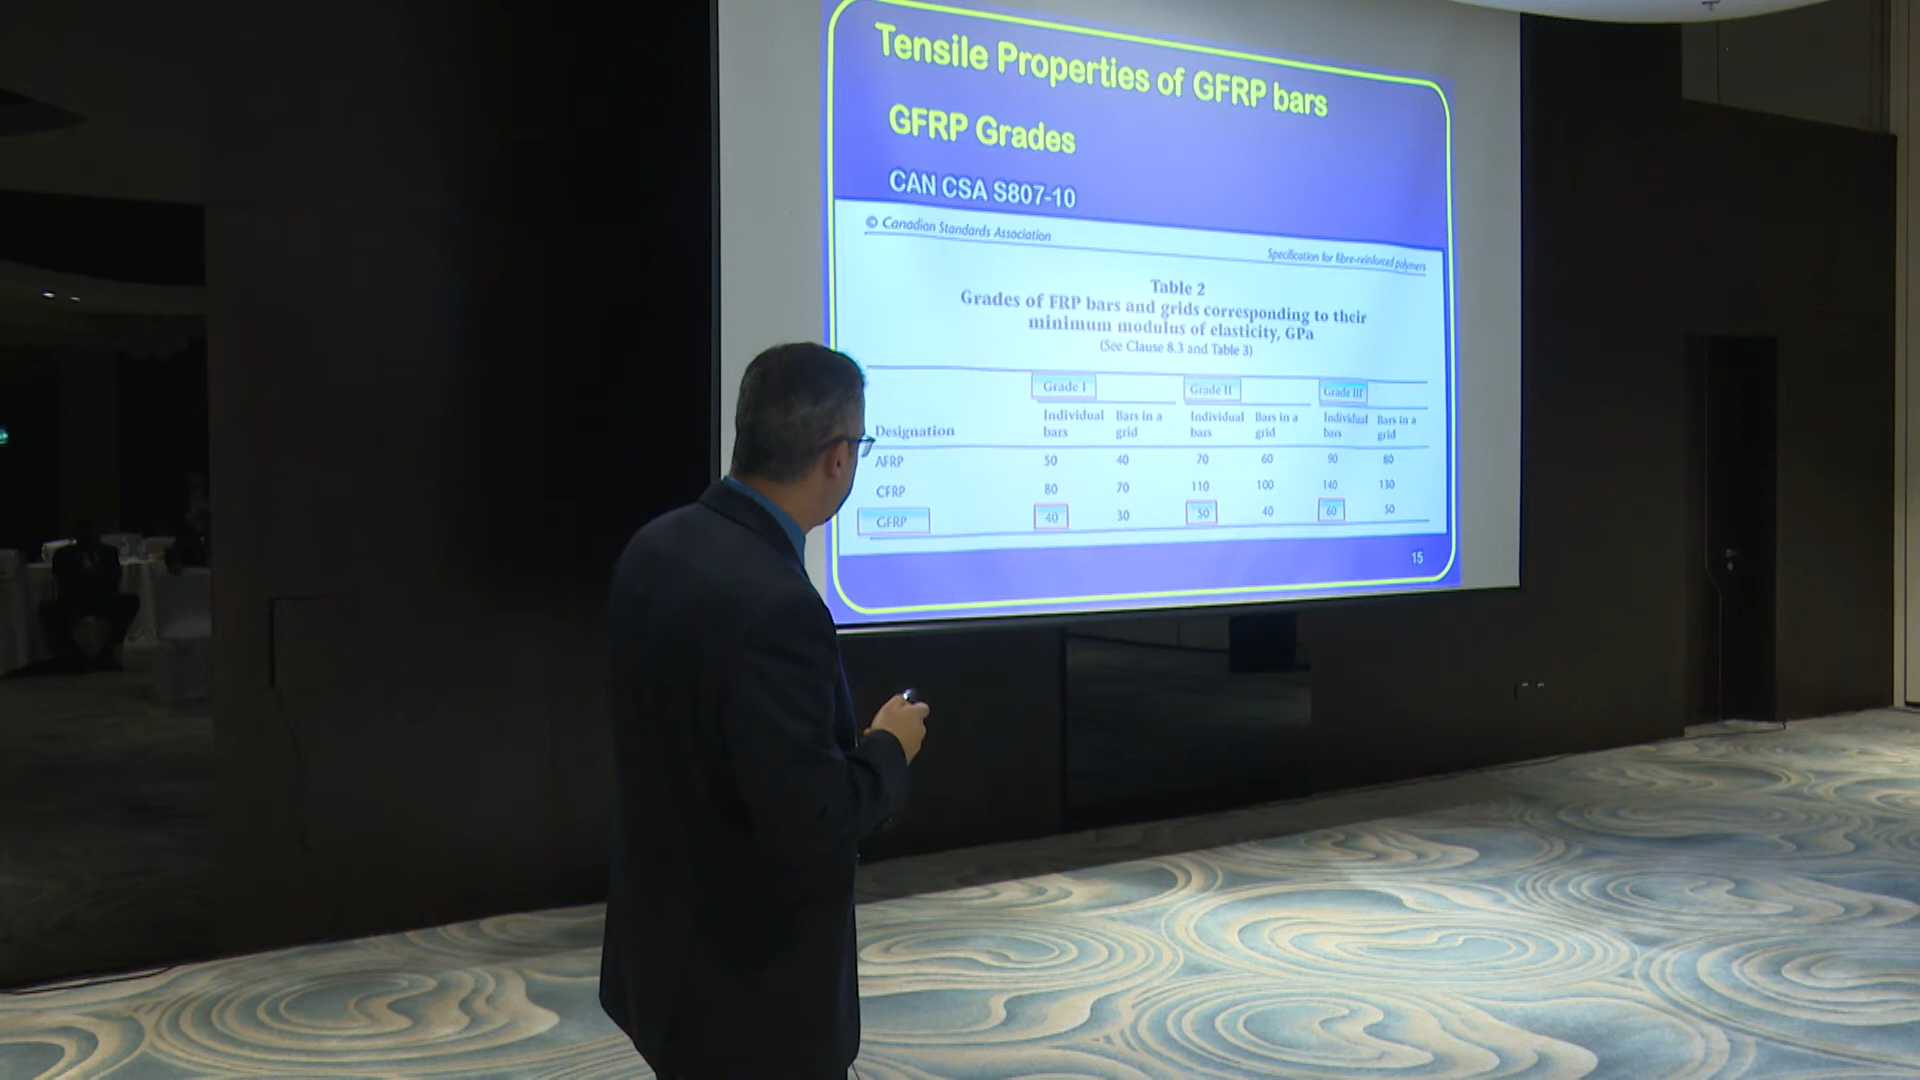 Tensile Properties of GFRP bars
GFRP Grades
CAN CSA S807-10
© Canadian Standards Association
Specification for fibre-reinforced polymers
Table 2
Grades of FRP bars and grids corresponding to their
minimum modulus of elasticity, GPa
(See Clause 8.3 and Table 3)
Grade I Grade II Grade III
Designation Individual bars Bars in a grid Individual bars Bars in a grid Individual bars Bars in a grid
AFRP 50 40 70 60 90 80
CFRP 80 70 110 100 140 130
GFRP 40 30 50 40 60 50
15